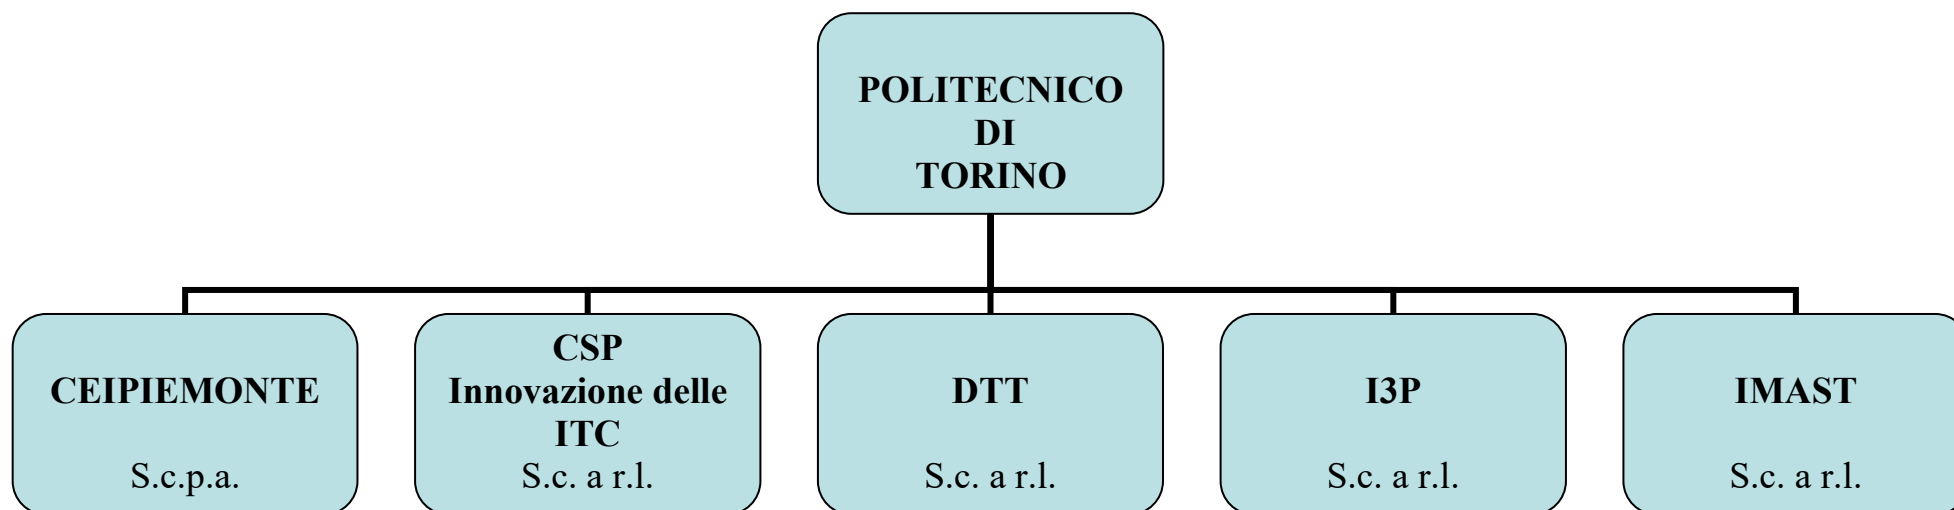 POLITECNICO
DI
TORINO
CEIPIEMONTE
S.c.p.a.
CSP
Innovazione delle
ITC
S.c. a r.l.
DTT
S.c. a r.l.
I3P
S.c. a r.l.
IMAST
S.c. a r.l.